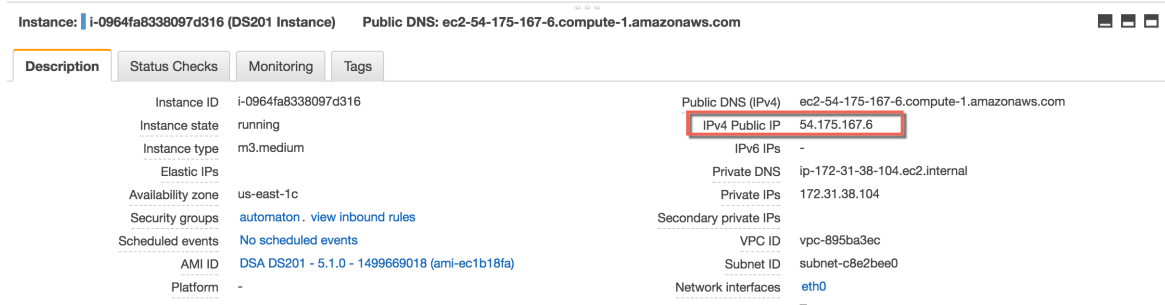 Instance: i-0964fa8338097d316 (DS201 Instance) Public DNS: ec2-54-175-167-6.compute-1.amazonaws.com
Description Status Checks Monitoring Tags
Instance ID i-0964fa8338097d316 Public DNS (IPv4) ec2-54-175-167-6.compute-1.amazonaws.com
Instance state running IPv4 Public IP 54.175.167.6
Instance type m3.medium IPv6 IPs -
Elastic IPs Private DNS ip-172-31-38-104.ec2.internal
Availability zone us-east-1c Private IPs 172.31.38.104
Security groups automaton . view inbound rules Secondary private IPs
Scheduled events No scheduled events VPC ID vpc-895ba3ec
AMI ID DSA DS201 - 5.1.0 - 1499669018 (ami-ec1b18fa) Subnet ID subnet-c8e2bee0
Platform - Network interfaces eth0